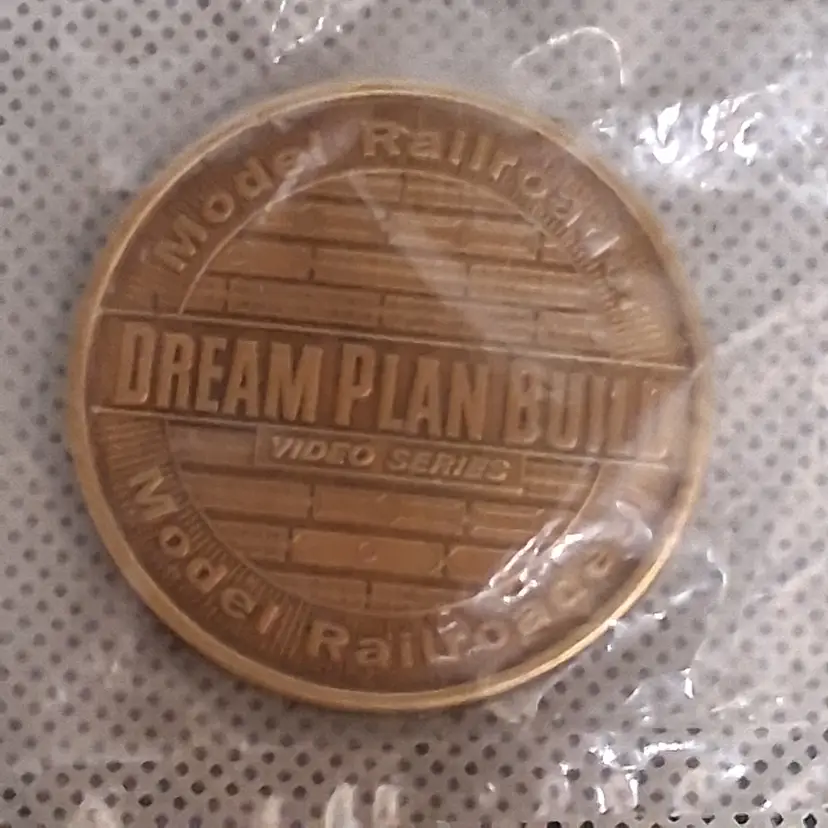 Model Railroad
DREAM PLAN BUILD
VIDEO SERIES
Model Railroader